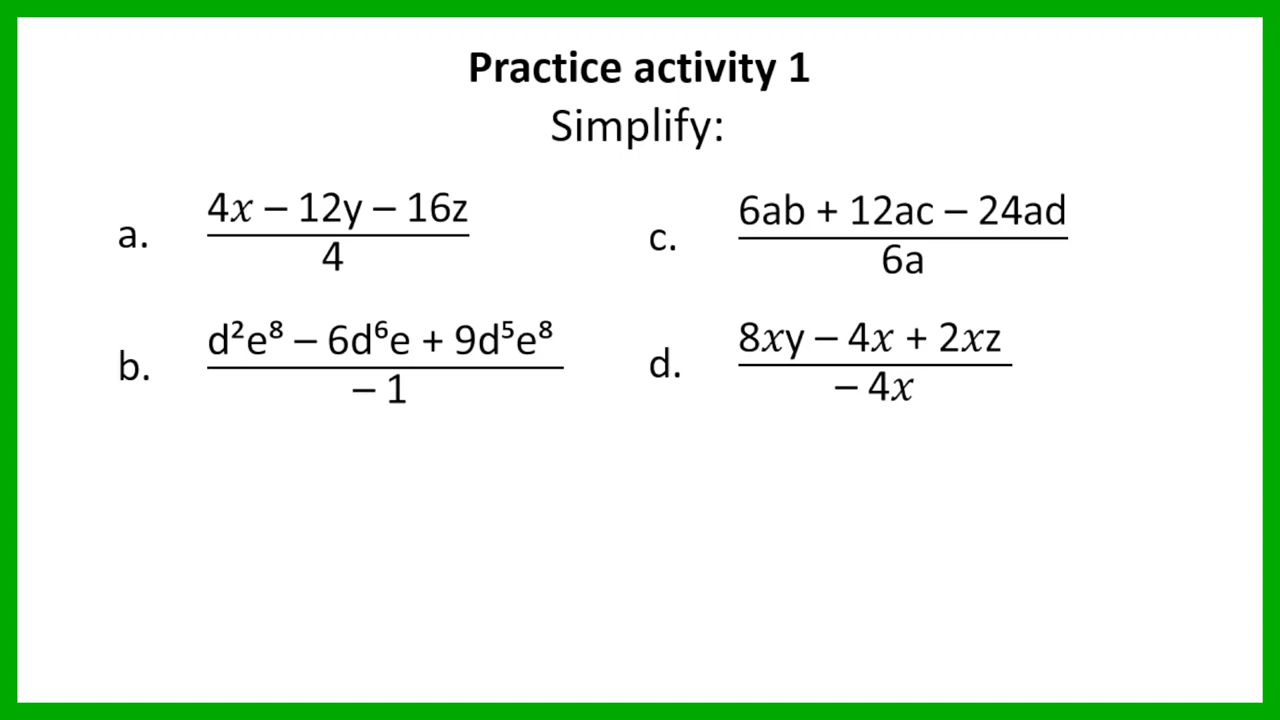 Practice activity 1
Simplify:
a.
4x – 12y – 16z
4
b.
d²e⁸ – 6d⁶e + 9d⁵e⁸
– 1
c.
6ab + 12ac – 24ad
6a
d.
8xy – 4x + 2xz
– 4x